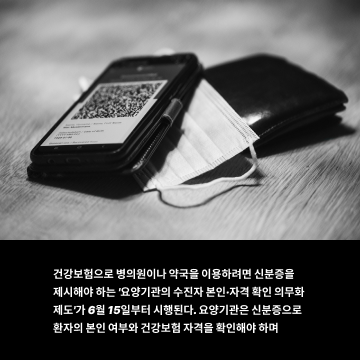 건강보험으로 병의원이나 약국을 이용하려면 신분증을
제시해야 하는 ‘요양기관의 수진자 본인·자격 확인 의무화
제도’가 6월 15일부터 시행된다. 요양기관은 신분증으로
환자의 본인 여부와 건강보험 자격을 확인해야 하며